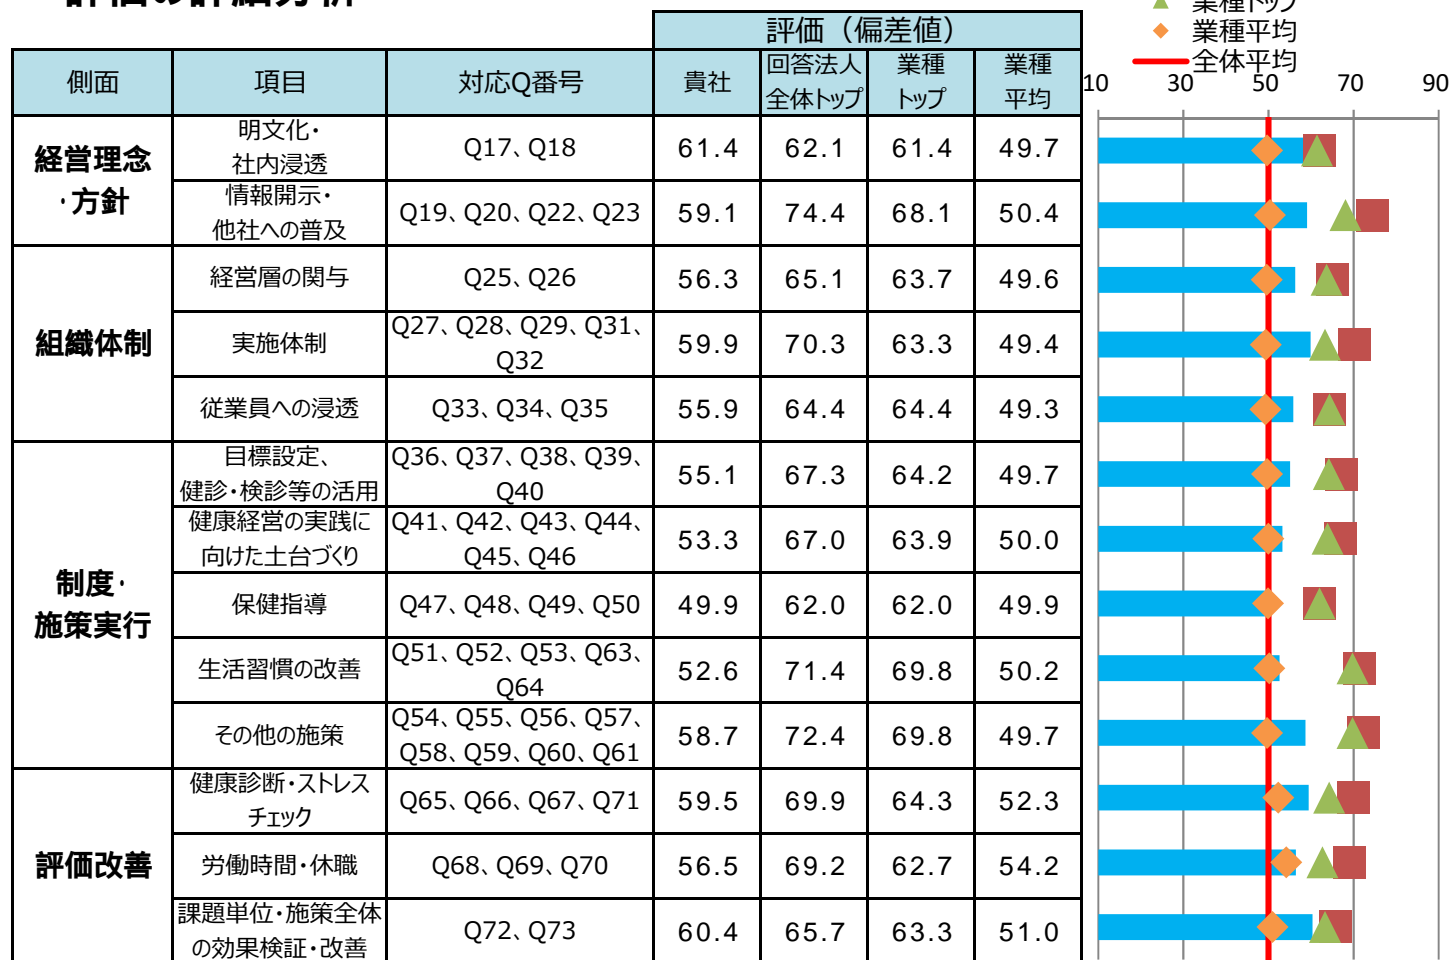 評価の詳細分析
業種トップ
業種平均
全体平均
評価（偏差値）
側面 項目 対応Q番号 貴社 回答法人 業種 業種
全体トップ トップ 平均
10 30 50 70 90
経営理念
・方針
明文化・
社内浸透
Q17、Q18 61.4 62.1 61.4 49.7
情報開示・
他社への普及
Q19、Q20、Q22、Q23 59.1 74.4 68.1 50.4
組織体制
経営層の関与 Q25、Q26 56.3 65.1 63.7 49.6
実施体制
Q27、Q28、Q29、Q31、
Q32
59.9 70.3 63.3 49.4
従業員への浸透 Q33、Q34、Q35 55.9 64.4 64.4 49.3
制度・
施策実行
目標設定、
健診・検診等の活用
Q36、Q37、Q38、Q39、
Q40
55.1 67.3 64.2 49.7
健康経営の実践に
向けた土台づくり
Q41、Q42、Q43、Q44、
Q45、Q46
53.3 67.0 63.9 50.0
保健指導 Q47、Q48、Q49、Q50 49.9 62.0 62.0 49.9
生活習慣の改善
Q51、Q52、Q53、Q63、
Q64
52.6 71.4 69.8 50.2
その他の施策
Q54、Q55、Q56、Q57、
Q58、Q59、Q60、Q61
58.7 72.4 69.8 49.7
評価改善
健康診断・ストレス
チェック
Q65、Q66、Q67、Q71 59.5 69.9 64.3 52.3
労働時間・休職 Q68、Q69、Q70 56.5 69.2 62.7 54.2
課題単位・施策全体
の効果検証・改善
Q72、Q73 60.4 65.7 63.3 51.0